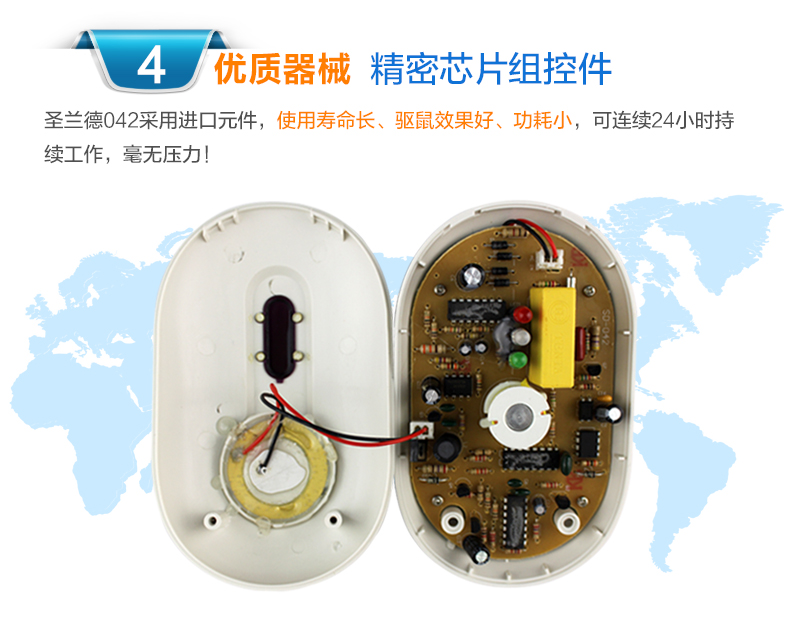 4 优质器械 精密芯片组控件
圣兰德042采用进口元件，使用寿命长、驱鼠效果好、功耗小，可连续24小时持
续工作，毫无压力！
SD-042